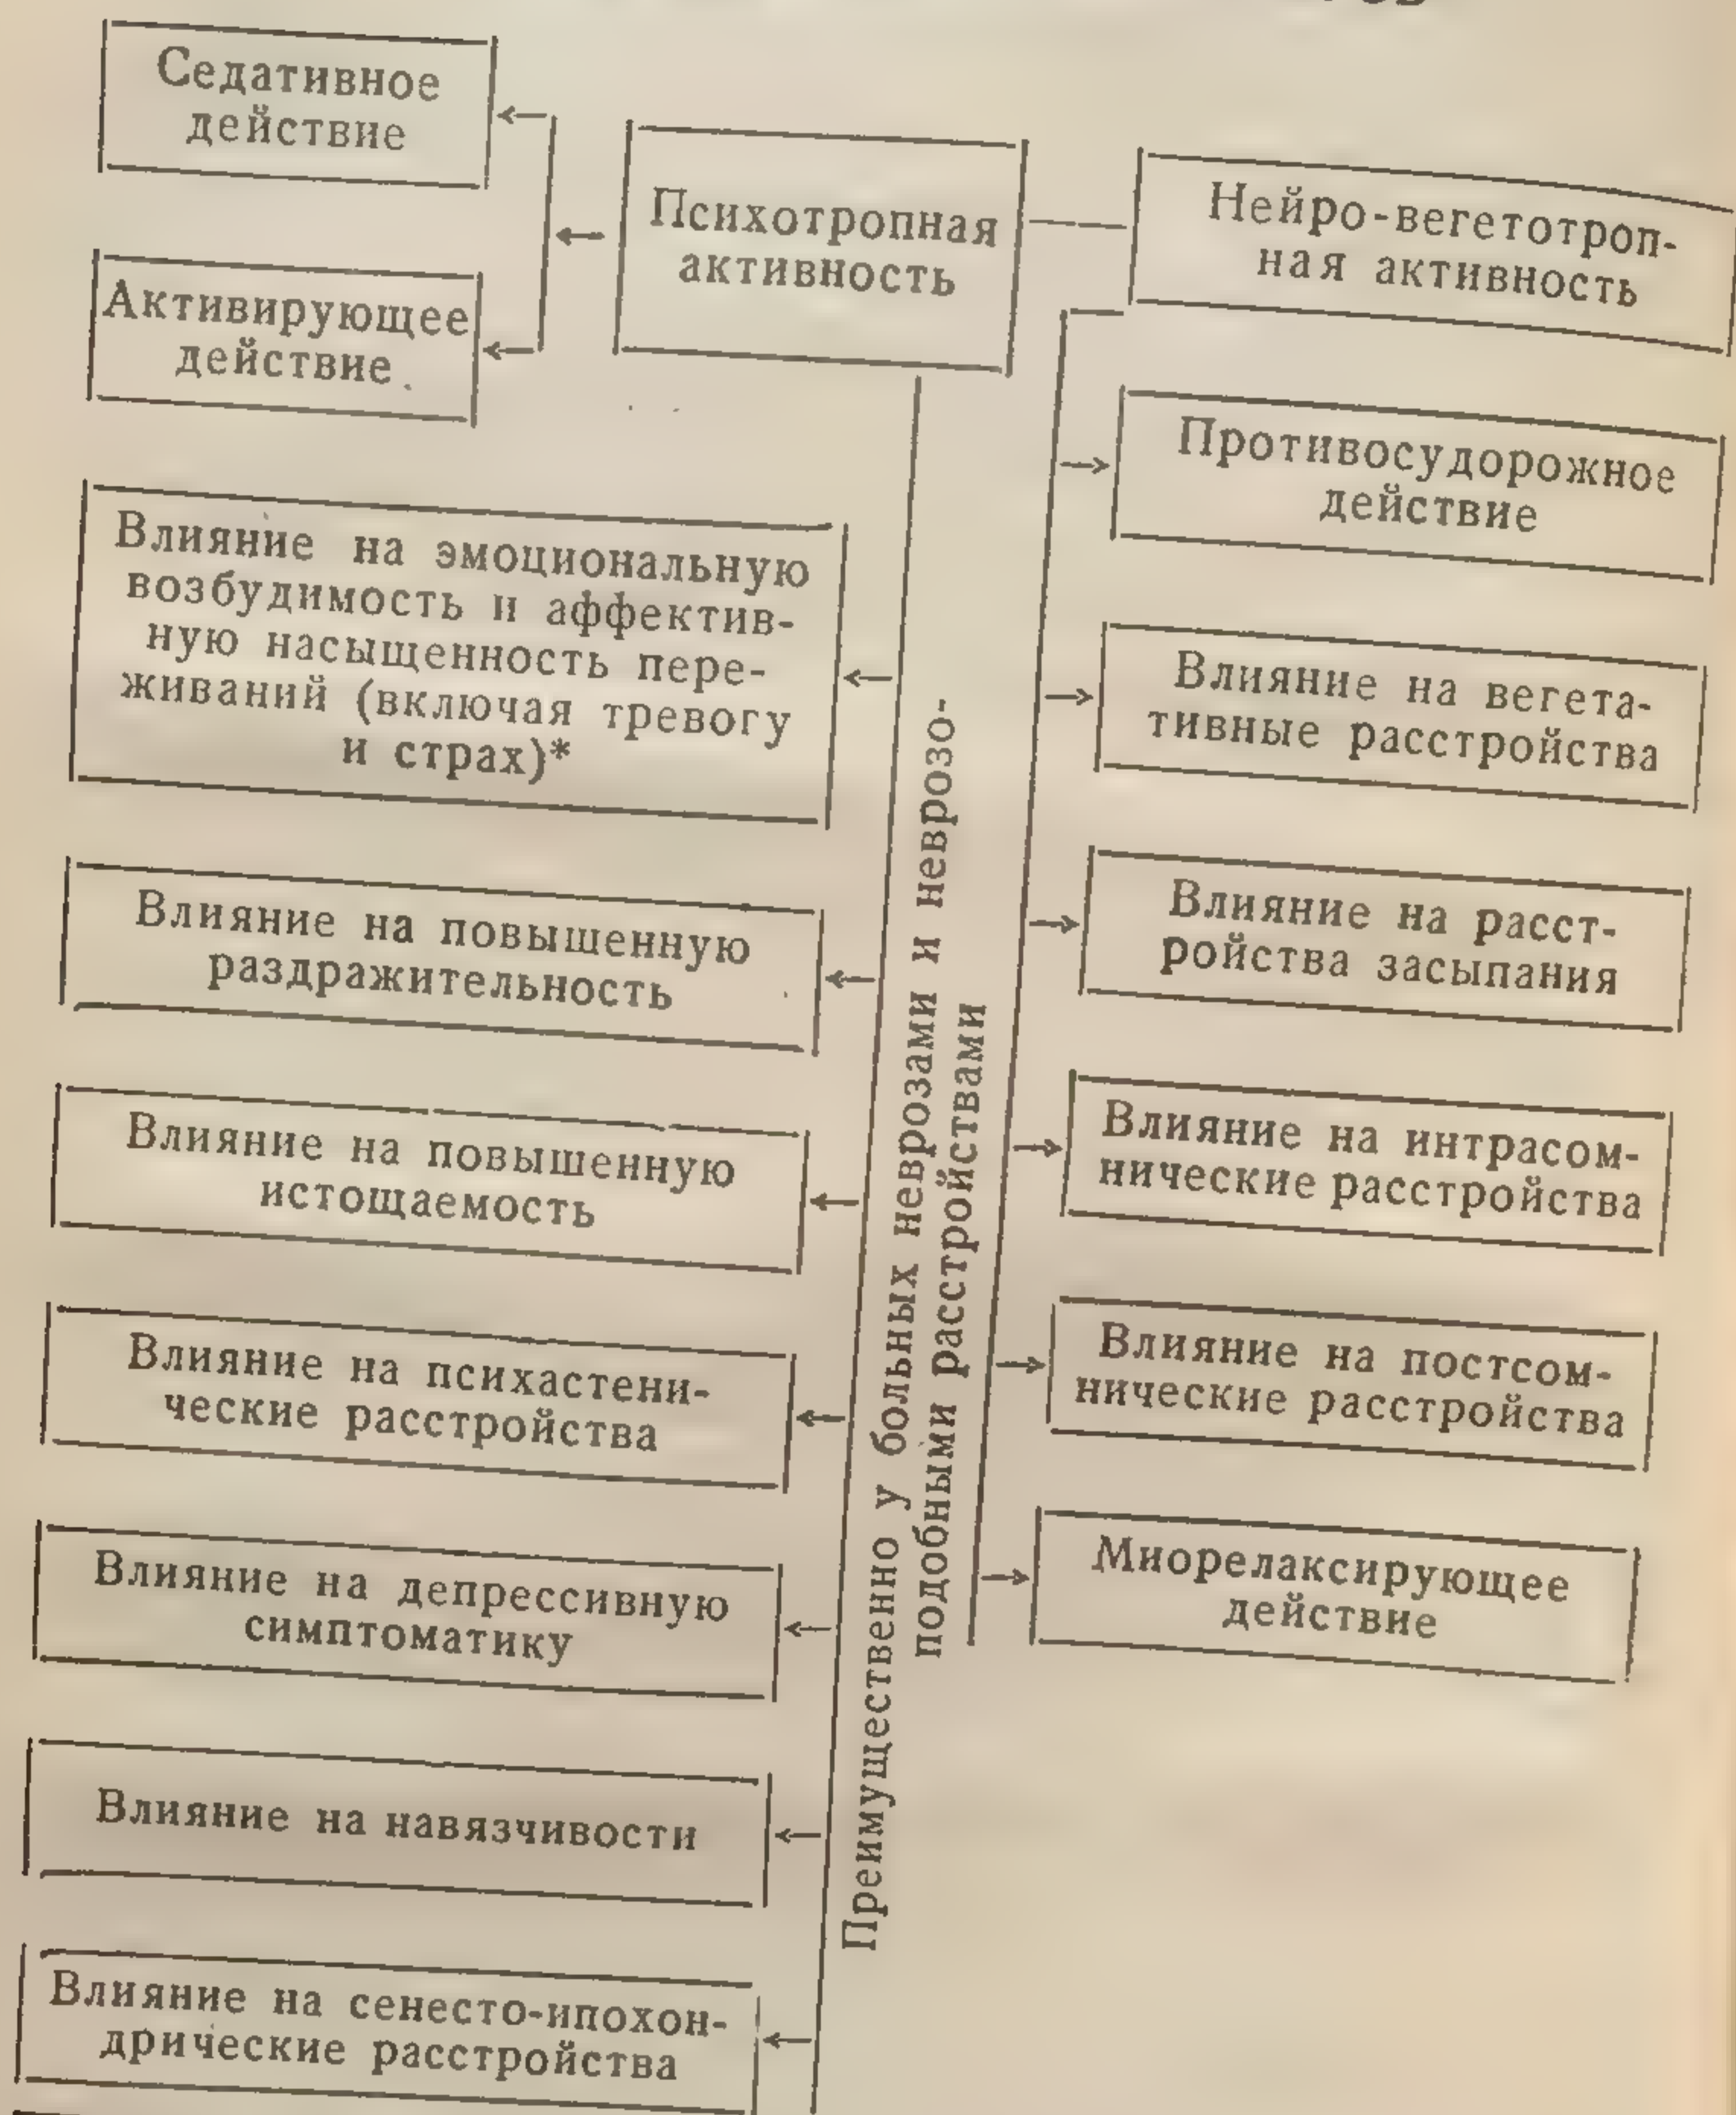 Седативное
действие
Активирующее
действие
Психотропная
активность
Нейро-вегетотроп-
ная активность
Влияние на эмоциональную
возбудимость и аффектив-
ную насыщенность пере-
живаний (включая тревогу
и страх)*
Влияние на повышенную
раздражительность
Влияние на повышенную
истощаемость
Влияние на психастени-
ческие расстройства
Влияние на депрессивную
симптоматику
Влияние на навязчивости
Влияние на сенесто-ипохон-
дрические расстройства
Преимущественно у больных неврозами и неврозо-
подобными расстройствами
Противосудорожное
действие
Влияние на вегета-
тивные расстройства
Влияние на расст-
ройства засыпания
Влияние на интрасом-
нические расстройства
Влияние на постсом-
нические расстройства
Миорелаксирующее
действие